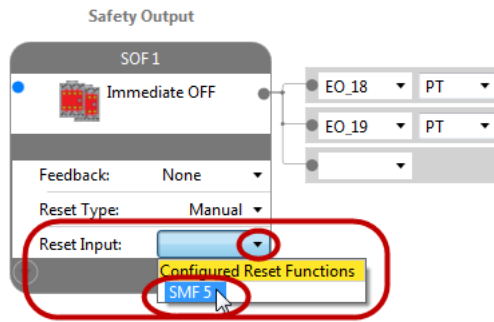 Safety Output
SOF 1
Immediate OFF
EO_18 PT
EO_19 PT
Feedback: None
Reset Type: Manual
Reset Input:
Configured Reset Functions
SMF 5